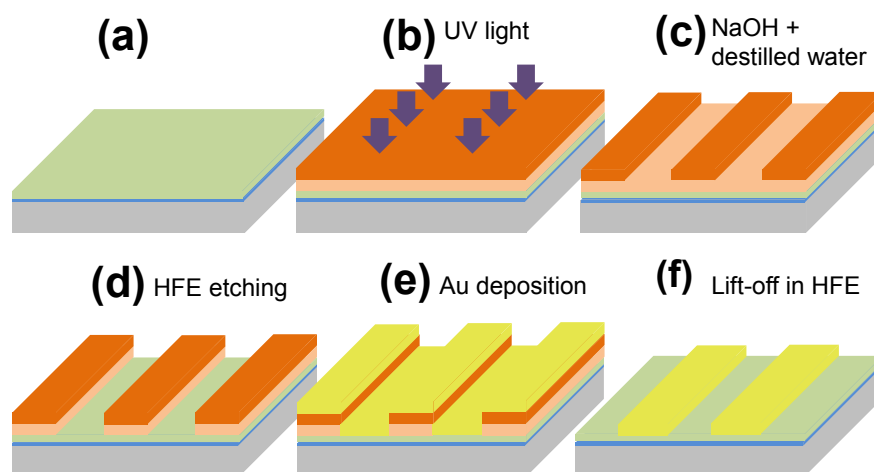 (a)
(b) UV light
(c) NaOH +
destilled water
(d) HFE etching
(e) Au deposition
(f) Lift-off in HFE